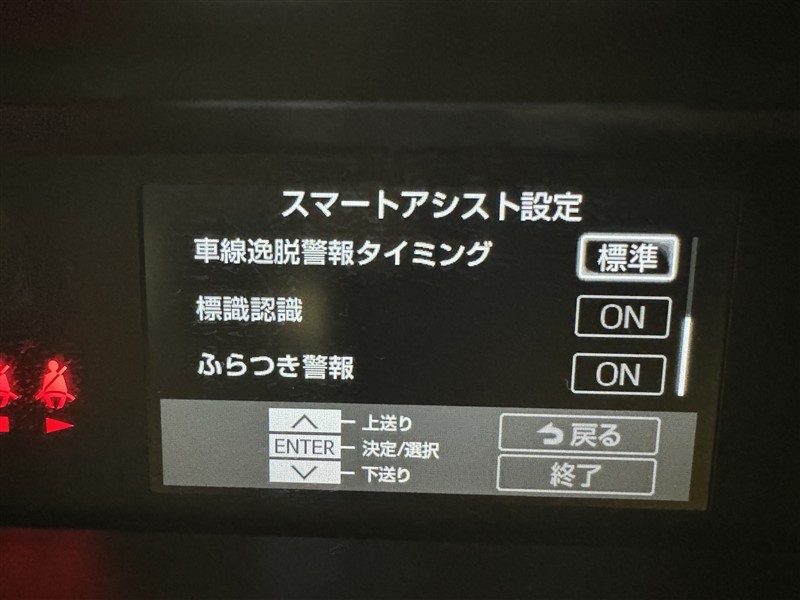 スマートアシスト設定
車線逸脱警報タイミング 標準
標識認識 ON
ふらつき警報 ON
上送り
ENTER 決定/選択
下送り
戻る
終了